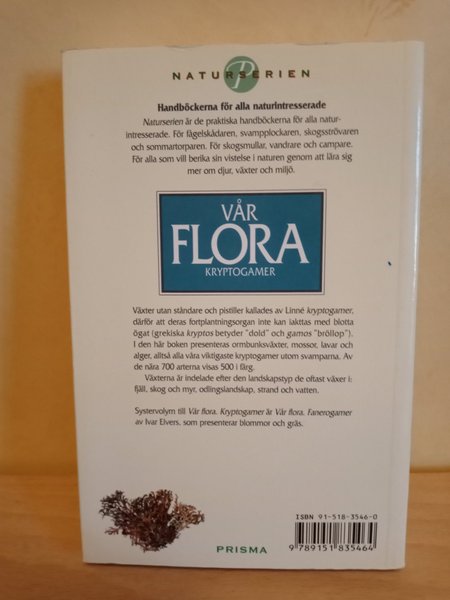 P
NATURSERIEN
Handböckerna för alla naturintresserade
Naturserien är de praktiska handböckerna för alla natur-
intresserade. För fågelskådaren, svampplockaren, skogsströvaren
och sommartorparen. För skogsmullar, vandrare och campare.
För alla som vill berika sin vistelse i naturen genom att lära sig
mer om djur, växter och miljö.
VÅR
FLORA
KRYPTOGAMER
Växter utan ståndare och pistiller kallades av Linné kryptogamer,
därför att deras fortplantningsorgan inte kan iakttas med blotta
ögat (grekiska kryptos betyder "dold" och gamos "bröllop").
I den här boken presenteras ormbunksväxter, mossor, lavar och
alger, alltså alla våra viktigaste kryptogamer utom svamparna. Av
de nära 700 arterna visas 500 i färg.
Växterna är indelade efter den landskapstyp de oftast växer i:
fjäll, skog och myr, odlingslandskap, strand och vatten.
Systervolym till Vår flora. Kryptogamer är Vår flora. Fanerogamer
av Ivar Elvers, som presenterar blommor och gräs.
ISBN 91-518-3546-0
9 789151 835464
PRISMA